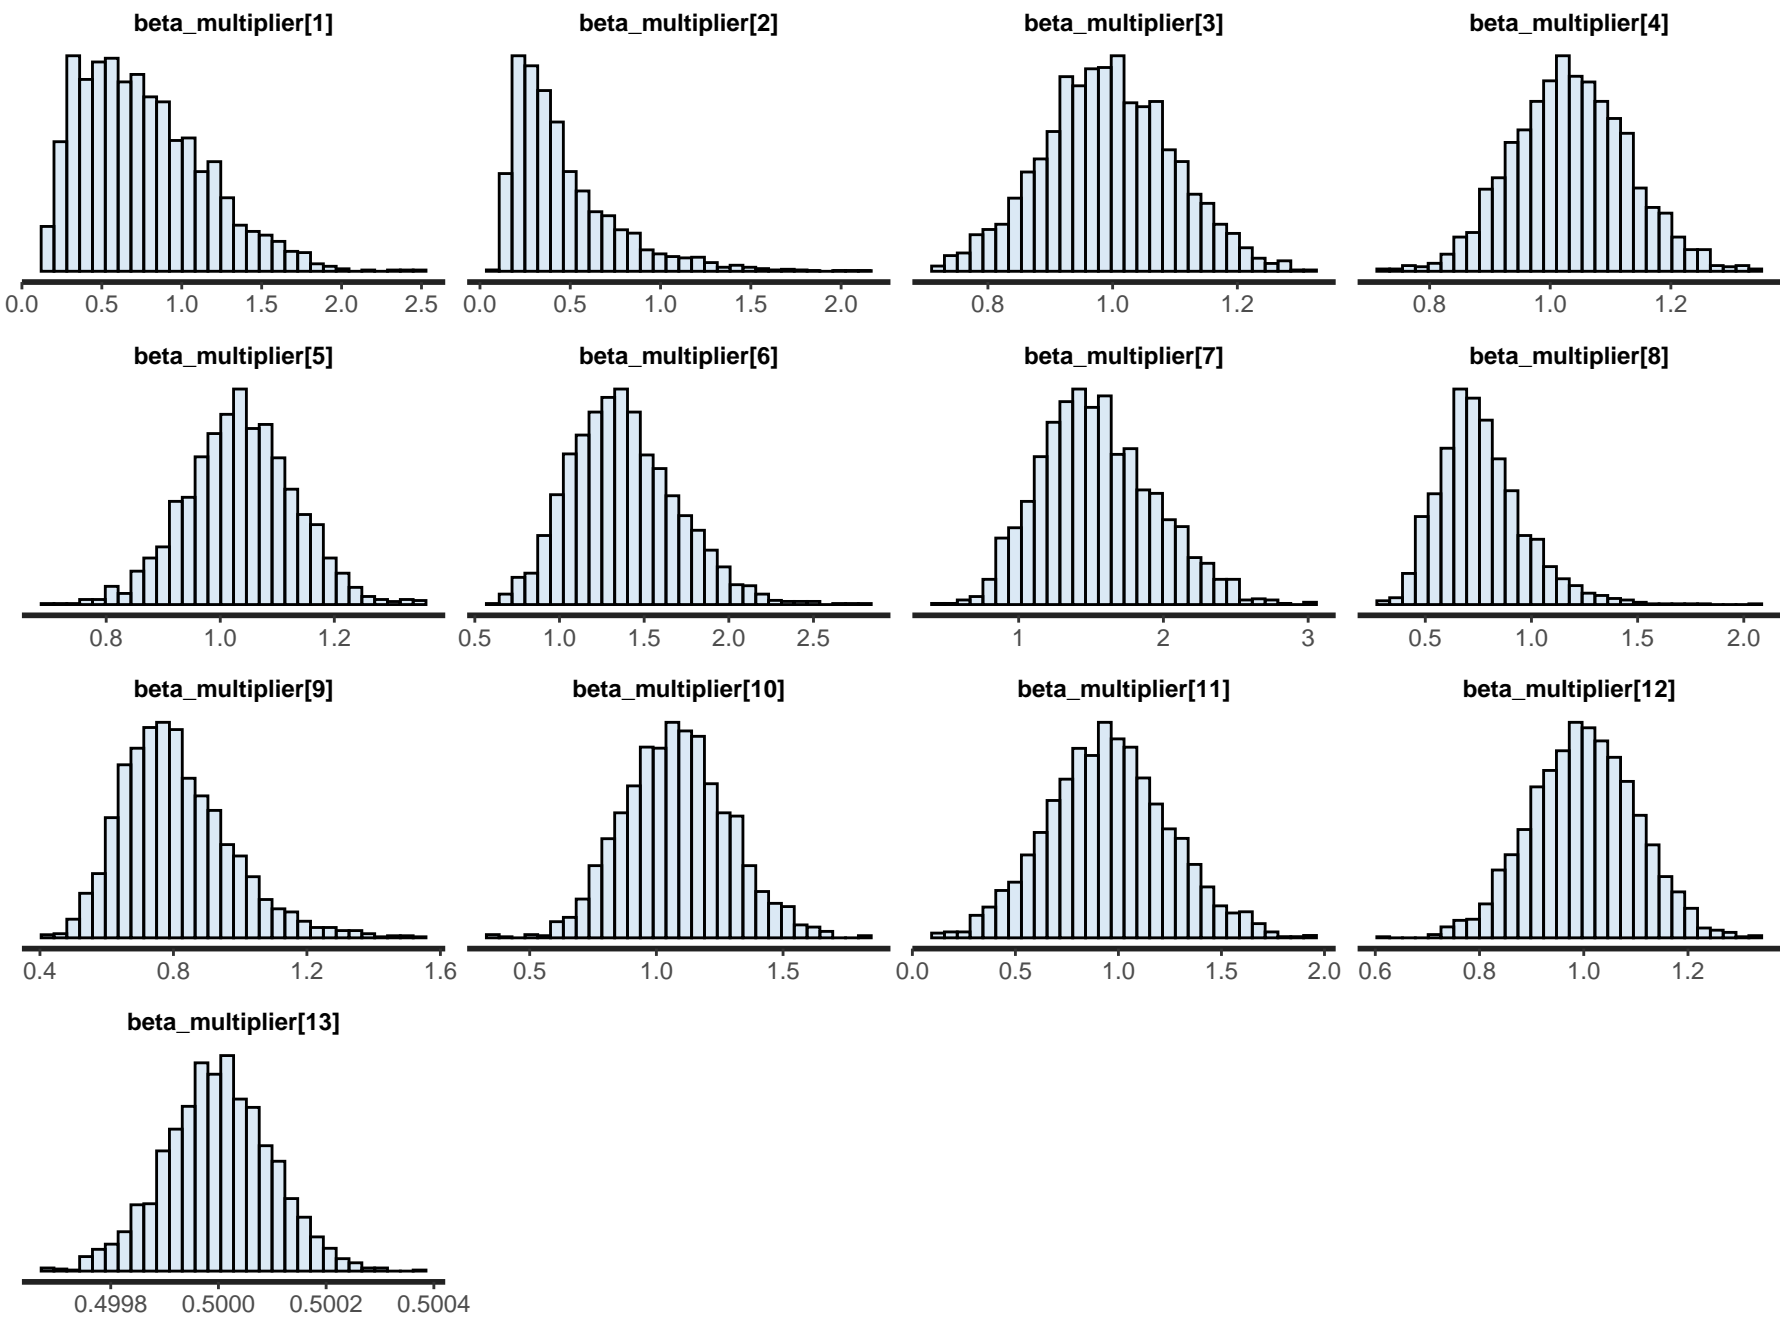 beta_multiplier[1] beta_multiplier[2] beta_multiplier[3] beta_multiplier[4]
0.0 0.5 1.0 1.5 2.0 2.5 0.0 0.5 1.0 1.5 2.0 0.8 1.0 1.2 0.8 1.0 1.2
beta_multiplier[5] beta_multiplier[6] beta_multiplier[7] beta_multiplier[8]
0.8 1.0 1.2 0.5 1.0 1.5 2.0 2.5 1 2 3 0.5 1.0 1.5 2.0
beta_multiplier[9] beta_multiplier[10] beta_multiplier[11] beta_multiplier[12]
0.4 0.8 1.2 1.6 0.5 1.0 1.5 0.0 0.5 1.0 1.5 2.0 0.6 0.8 1.0 1.2
beta_multiplier[13]
0.4998 0.5000 0.5002 0.5004